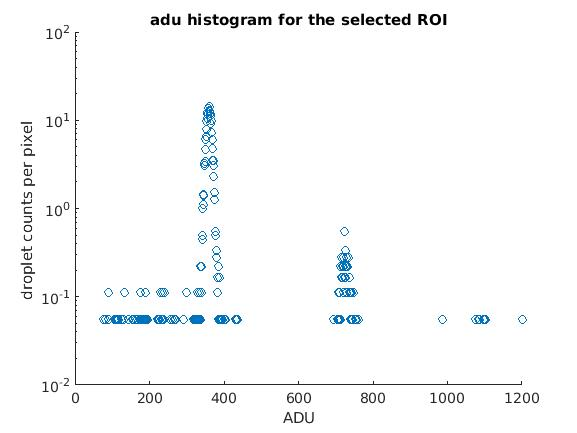 adu histogram for the selected ROI
10^2
10^1
10^0
10^-1
10^-2
droplet counts per pixel
0 200 400 600 800 1000 1200
ADU